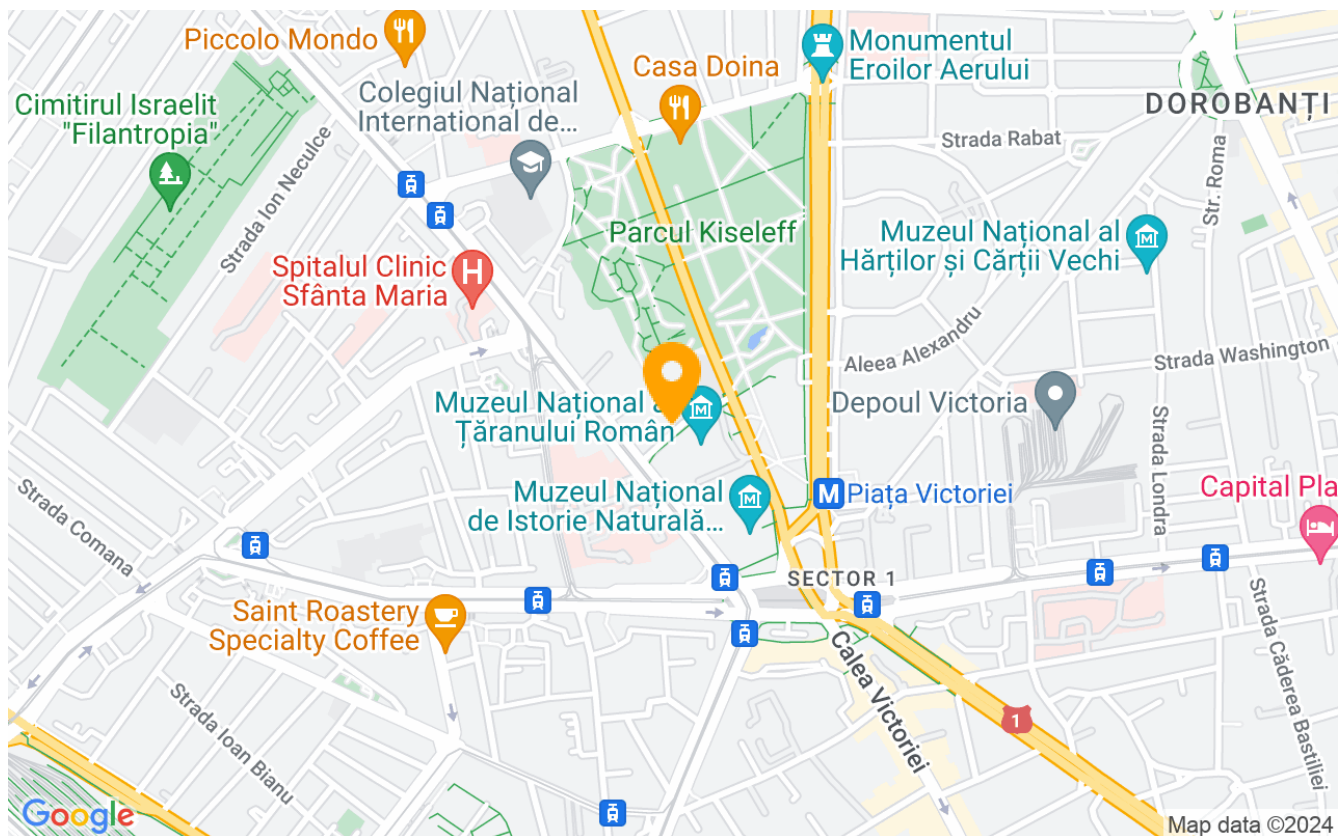 Piccolo Mondo
Monumentul
Eroilor Aerului
Casa Doina
Colegiul Național
International de...
Cimitirul Israelit
"Filantropia"
DOROBANȚI
Strada Rabat
Strada Ion Neculce
Str. Roma
Parcul Kiseleff
Muzeul Național al
Hărților și Cărții Vechi
Spitalul Clinic
Sfânta Maria
H
Aleea Alexandru
Strada Washington
Muzeul Național a
Țăranului Român
Depoul Victoria
Strada Londra
Strada Comana
Muzeul Național
de Istorie Naturală...
M
Piața Victoriei
Capital Pla
SECTOR 1
Saint Roastery
Specialty Coffee
Calea Victoriei
Strada Căderea Bastiliei
Strada Ioan Bianu
1
Google
Map data ©2024